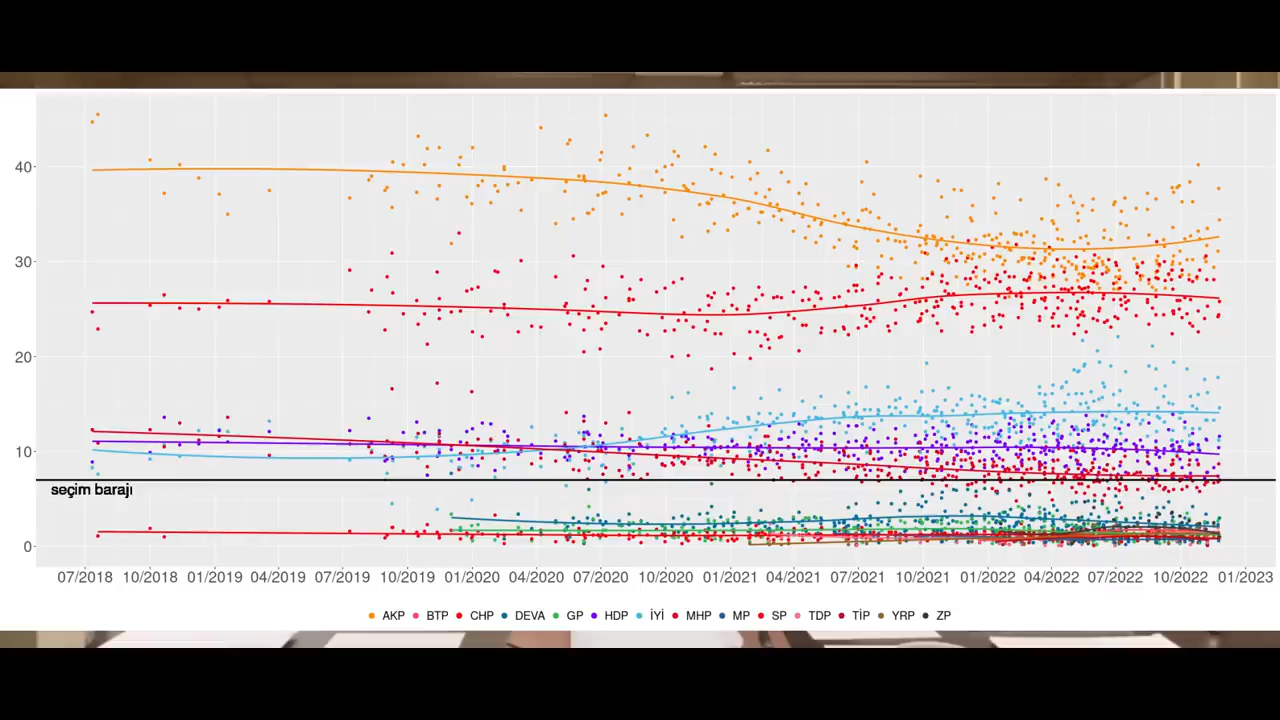 40
30
20
10
seçim barajı
0
07/2018 10/2018 01/2019 04/2019 07/2019 10/2019 01/2020 04/2020 07/2020 10/2020 01/2021 04/2021 07/2021 10/2021 01/2022 04/2022 07/2022 10/2022 01/2023
AKP BTP CHP DEVA GP HDP İYİ MHP MP SP TDP TİP YRP ZP